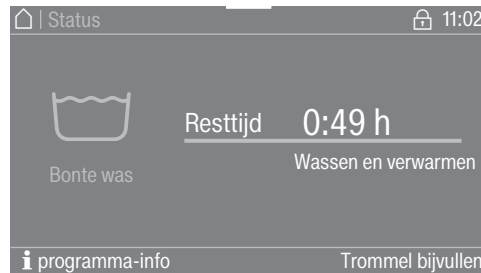 | Status 11:02
Resttijd 0:49 h
Wassen en verwarmen
Bonte was
i programma-info Trommel bijvullen